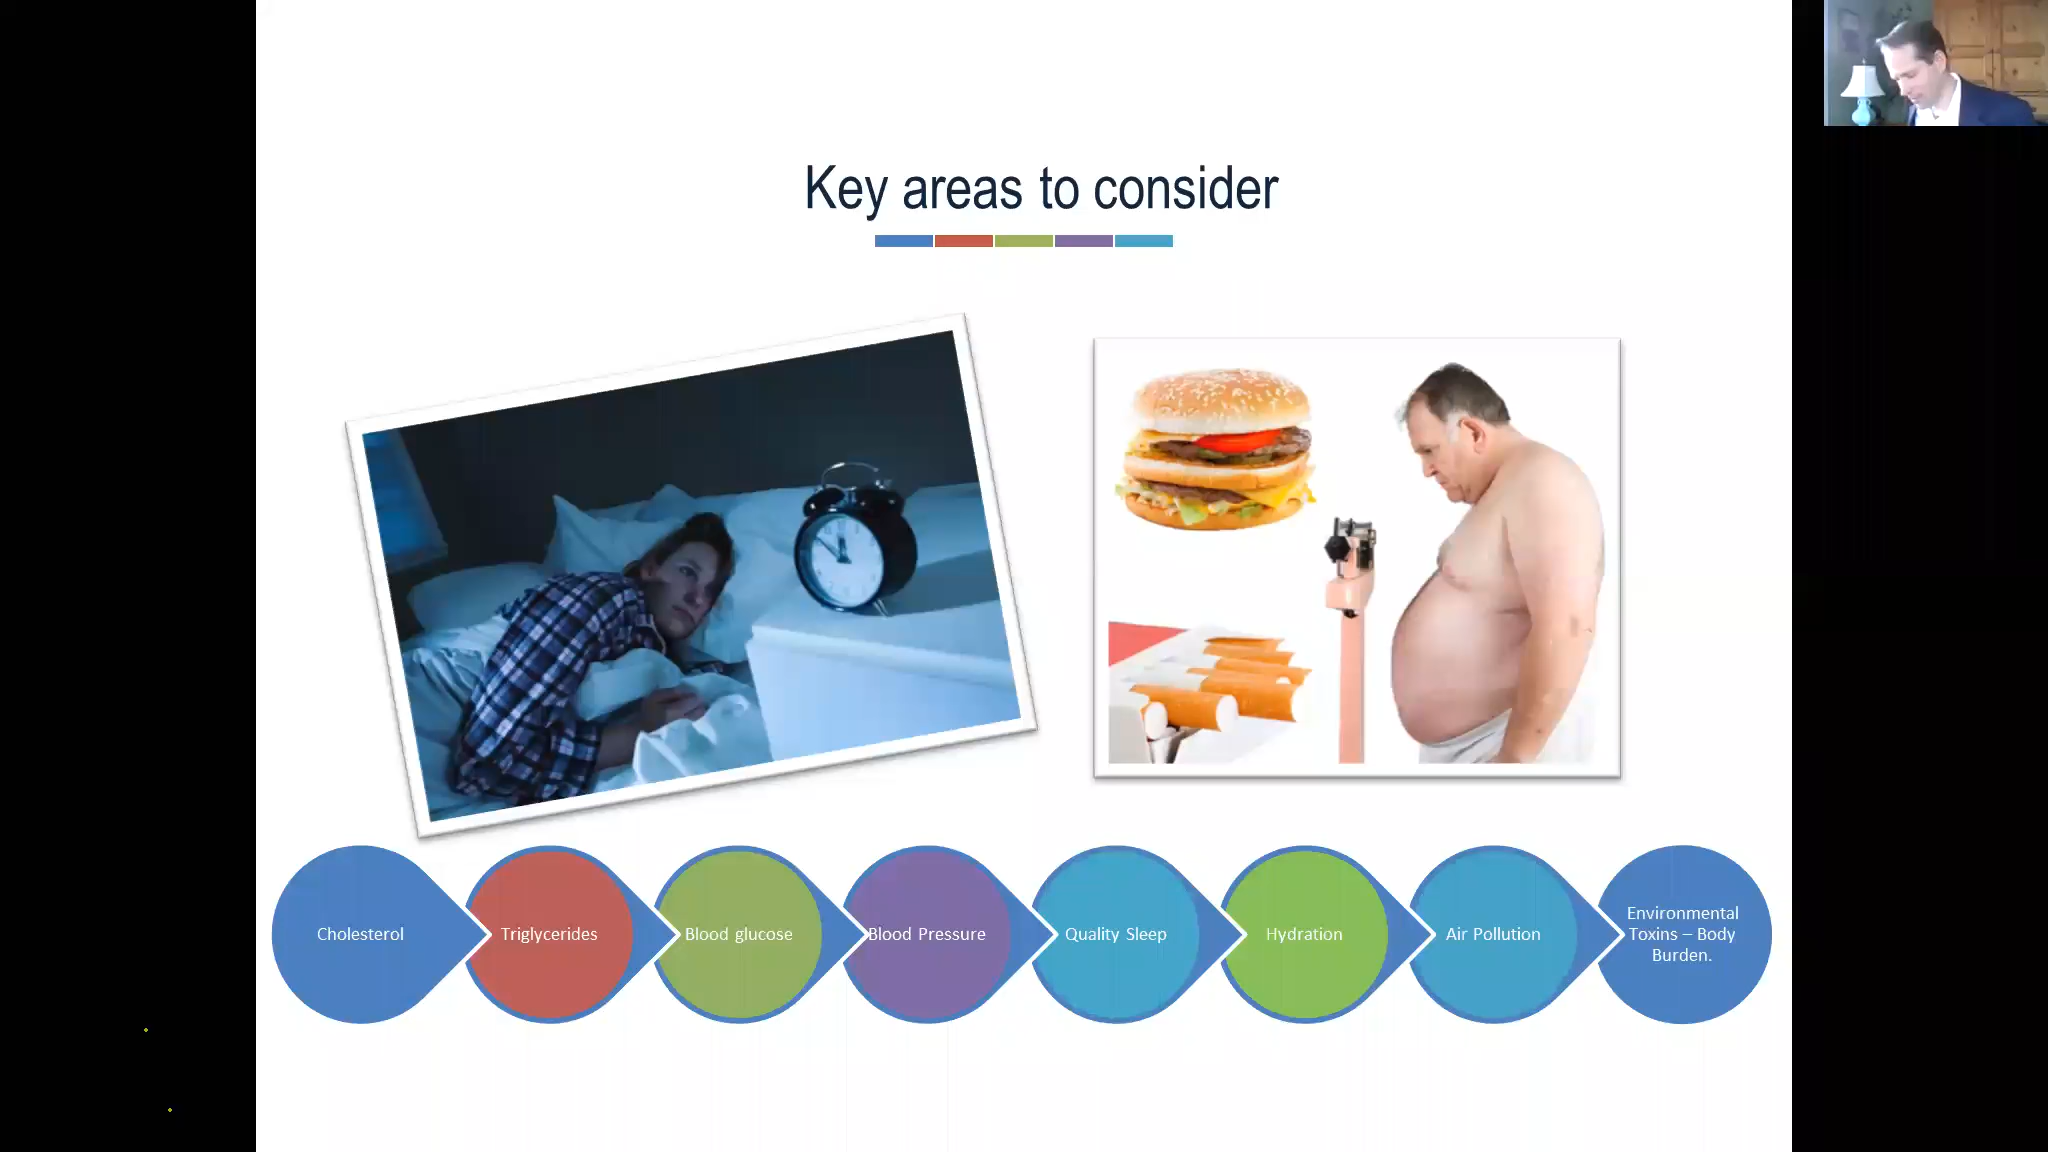 Key areas to consider
Cholesterol
Triglycerides
Blood glucose
Blood Pressure
Quality Sleep
Hydration
Air Pollution
Environmental
Toxins – Body
Burden.